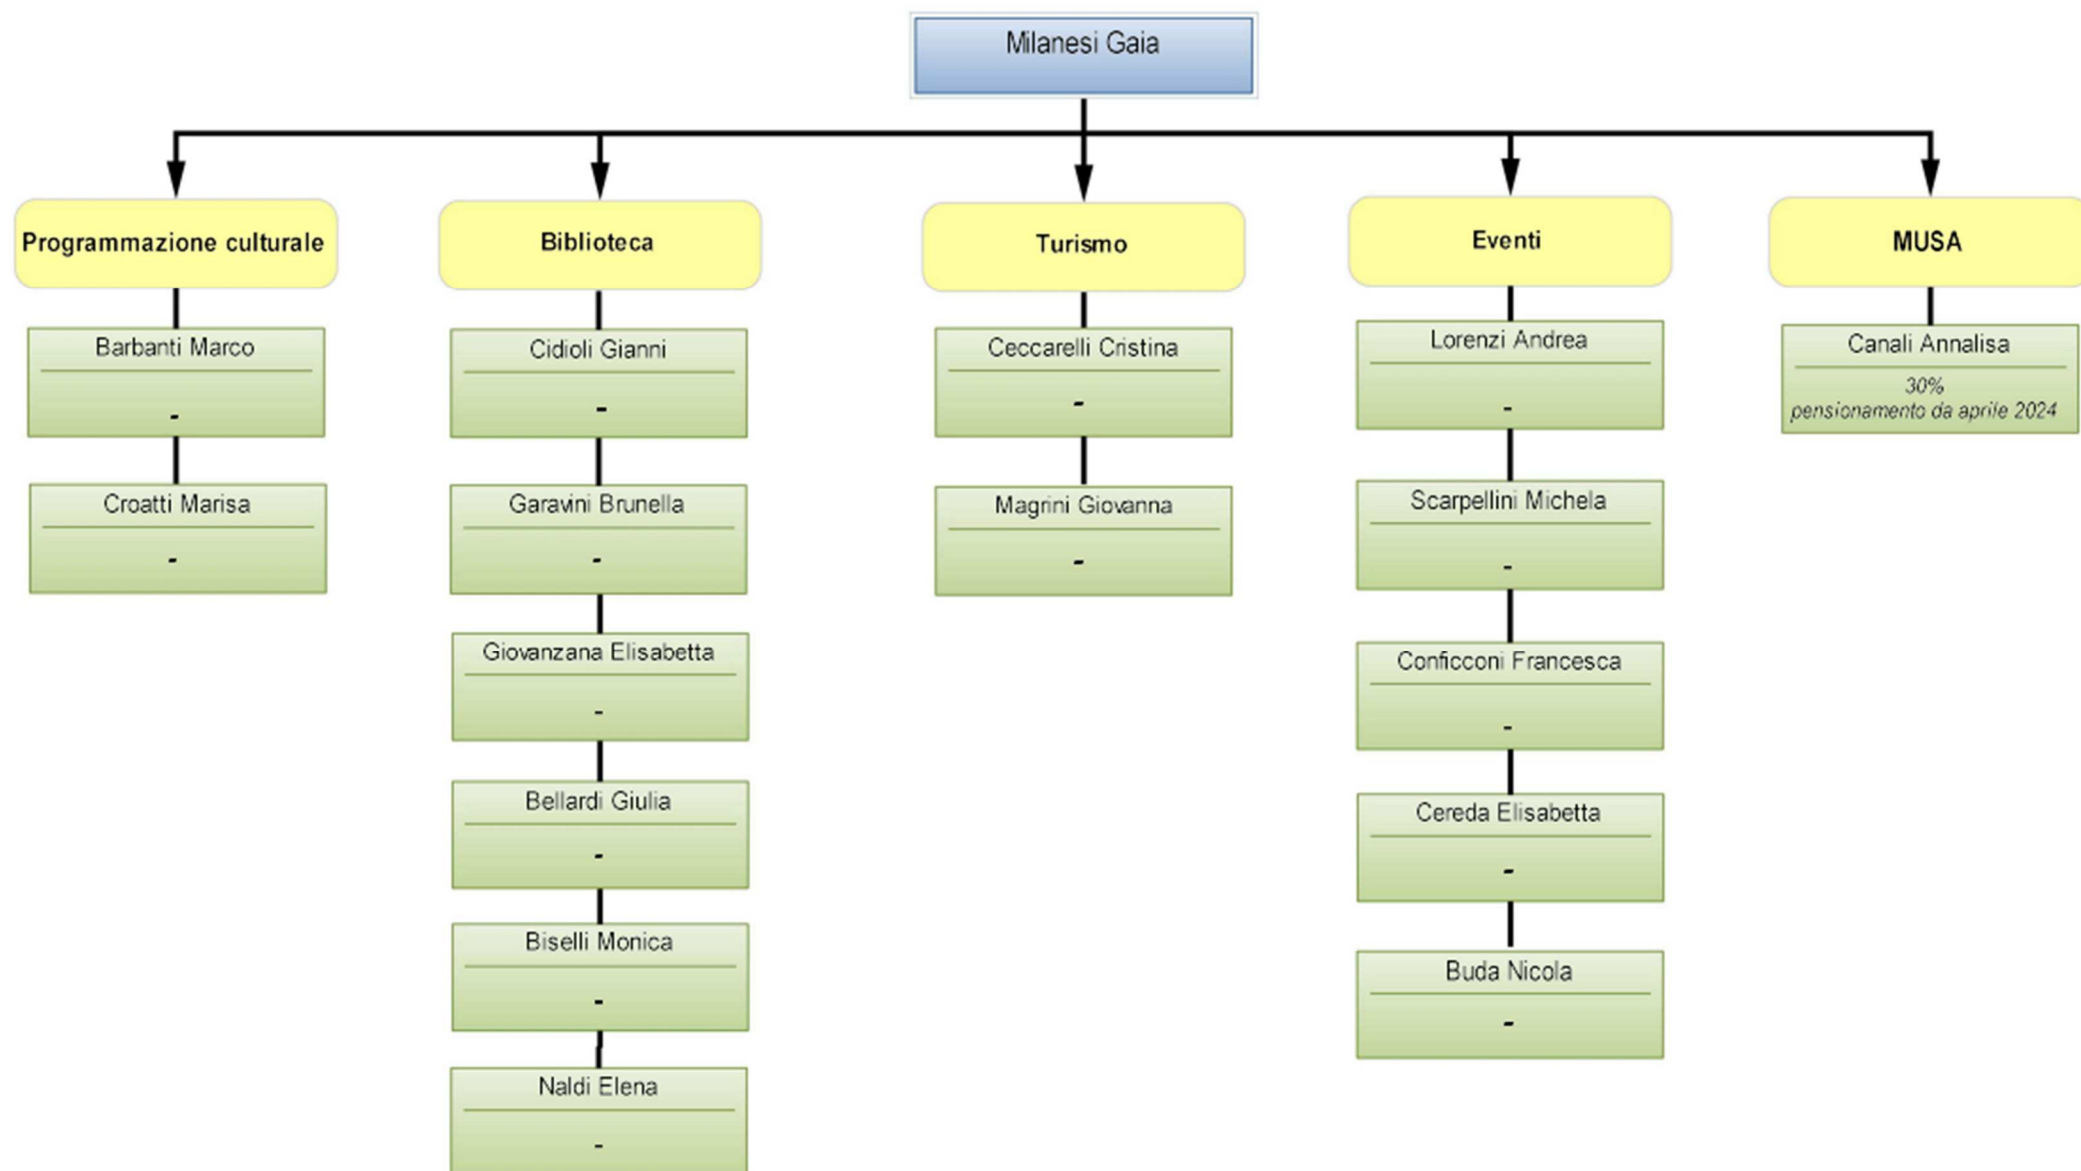 Milanesi Gaia
Programmazione culturale
Barbanti Marco
-
Croatti Marisa
-
Biblioteca
Cidioli Gianni
-
Garavini Brunella
-
Giovanzana Elisabetta
-
Bellardi Giulia
-
Biselli Monica
-
Naldi Elena
-
Turismo
Ceccarelli Cristina
-
Magrini Giovanna
-
Eventi
Lorenzi Andrea
-
Scarpellini Michela
-
Conficconi Francesca
-
Cereda Elisabetta
-
Buda Nicola
-
MUSA
Canali Annalisa
30%
pensionamento da aprile 2024